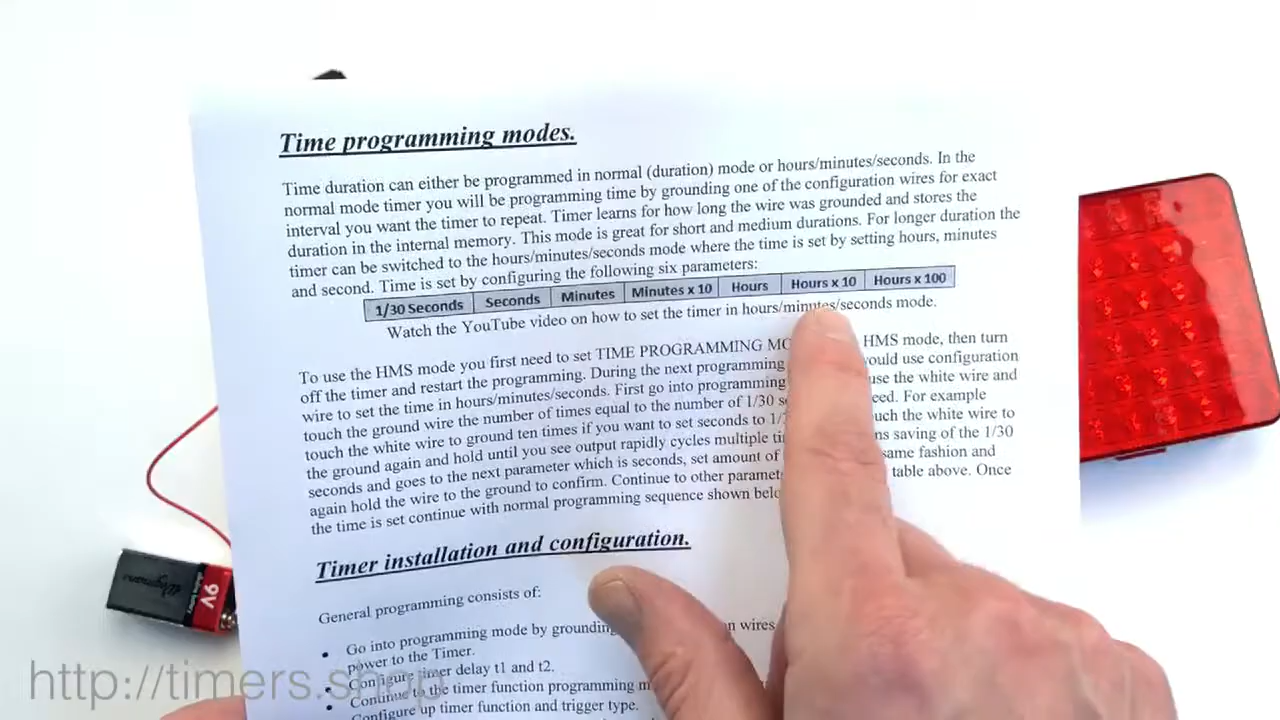 Time programming modes.
Time duration can either be programmed in normal (duration) mode or hours/minutes/seconds. In the
normal mode timer you will be programming time by grounding one of the configuration wires for exact
interval you want the timer to repeat. Timer learns for how long the wire was grounded and stores the
duration in the internal memory. This mode is great for short and medium durations. For longer duration the
timer can be switched to the hours/minutes/seconds mode where the time is set by setting hours, minutes
and second. Time is set by configuring the following six parameters:
1/30 Seconds Seconds Minutes Minutes x 10 Hours Hours x 10 Hours x 100
Watch the YouTube video on how to set the timer in hours/minutes/seconds mode.
To use the HMS mode you first need to set TIME PROGRAMMING HMS mode, then turn
off the timer and restart the programming. During the next programming would use configuration
wire to set the time in hours/minutes/seconds. First go into programming use the white wire and
touch the ground wire the number of times equal to the number of 1/30 need. For example
touch the white wire to ground ten times if you want to set seconds to touch the white wire to
the ground again and hold until you see output rapidly cycles multiple saving of the 1/30
seconds and goes to the next parameter which is seconds, set amount of same fashion and
again hold the wire to the ground to confirm. Continue to other table above. Once
the time is set continue with normal programming sequence shown
Timer installation and configuration.
General programming consists of:
• Go into programming mode by grounding wires
power to the Timer.
• Configure timer delay t1 and t2.
• Continue to the timer function programming
• Configure up timer function and trigger type.
9V
http://timers.shop